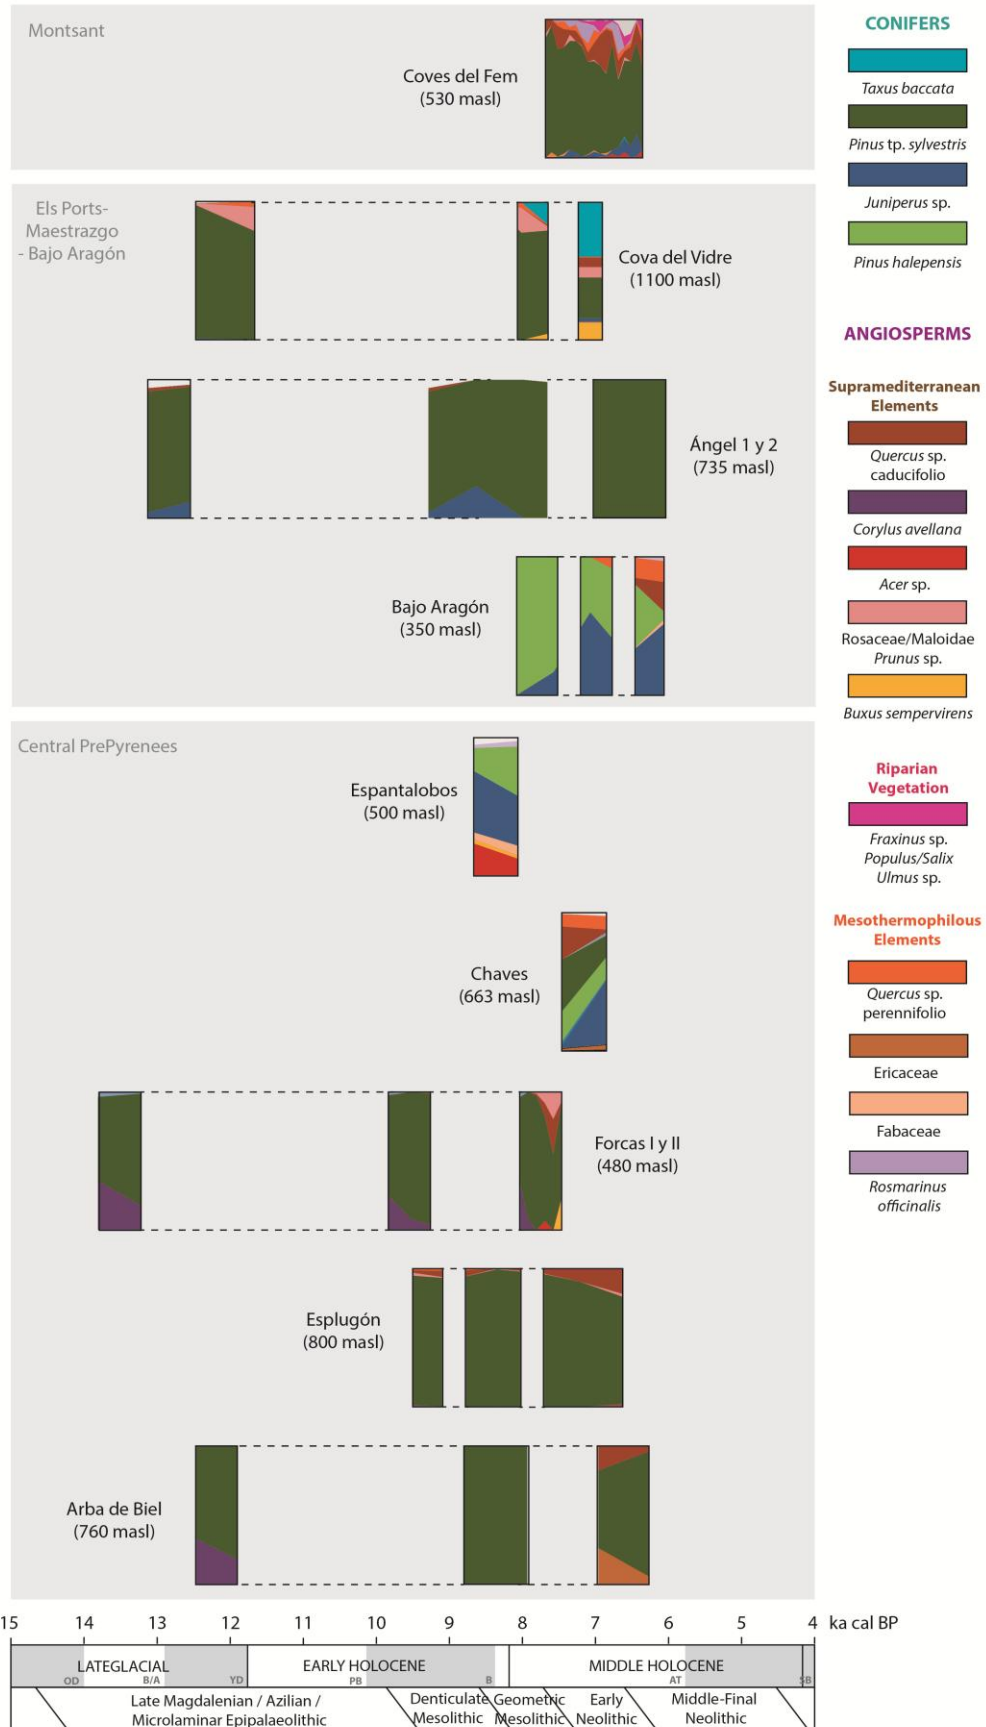 Montsant
Coves del Fem
(530 masl)
Els Ports-
Maestrazgo
- Bajo Aragón
Cova del Vidre
(1100 masl)
Ángel 1 y 2
(735 masl)
Bajo Aragón
(350 masl)
Central PrePyrenees
Espantalobos
(500 masl)
Chaves
(663 masl)
Forcas I y II
(480 masl)
Esplugón
(800 masl)
Arba de Biel
(760 masl)
CONIFERS
Taxus baccata
Pinus tp. sylvestris
Juniperus sp.
Pinus halepensis
ANGIOSPERMS
Supramediterranean
Elements
Quercus sp.
caducifolio
Corylus avellana
Acer sp.
Rosaceae/Maloidae
Prunus sp.
Buxus sempervirens
Riparian
Vegetation
Fraxinus sp.
Populus/Salix
Ulmus sp.
Mesothermophilous
Elements
Quercus sp.
perennifolio
Ericaceae
Fabaceae
Rosmarinus
officinalis
15 14 13 12 11 10 9 8 7 6 5 4 ka cal BP
LATEGLACIAL EARLY HOLOCENE MIDDLE HOLOCENE
OD B/A YD PB B AT SB
Late Magdalenian / Azilian /
Microlaminar Epipalaeolithic
Denticulate
Mesolithic
Geometric
Mesolithic
Early
Neolithic
Middle-Final
Neolithic